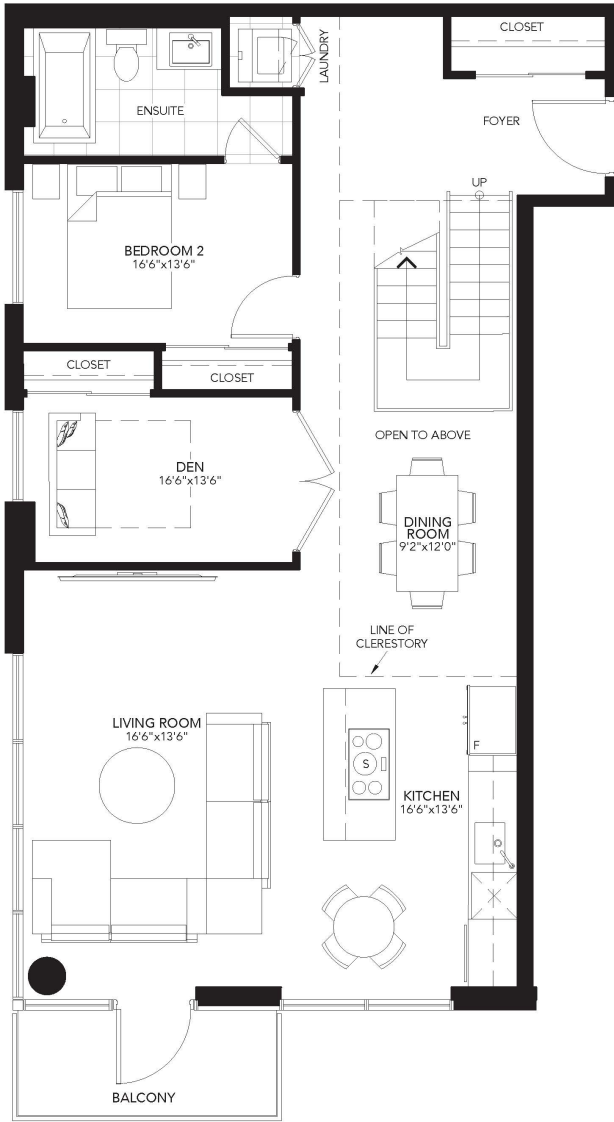 CLOSET
LAUNDRY
ENSUITE
FOYER
UP
BEDROOM 2
16'6"x13'6"
CLOSET
CLOSET
OPEN TO ABOVE
DEN
16'6"x13'6"
DINING
ROOM
9'2"x12'0"
LINE OF
CLERESTORY
LIVING ROOM
16'6"x13'6"
F
S
KITCHEN
16'6"x13'6"
BALCONY